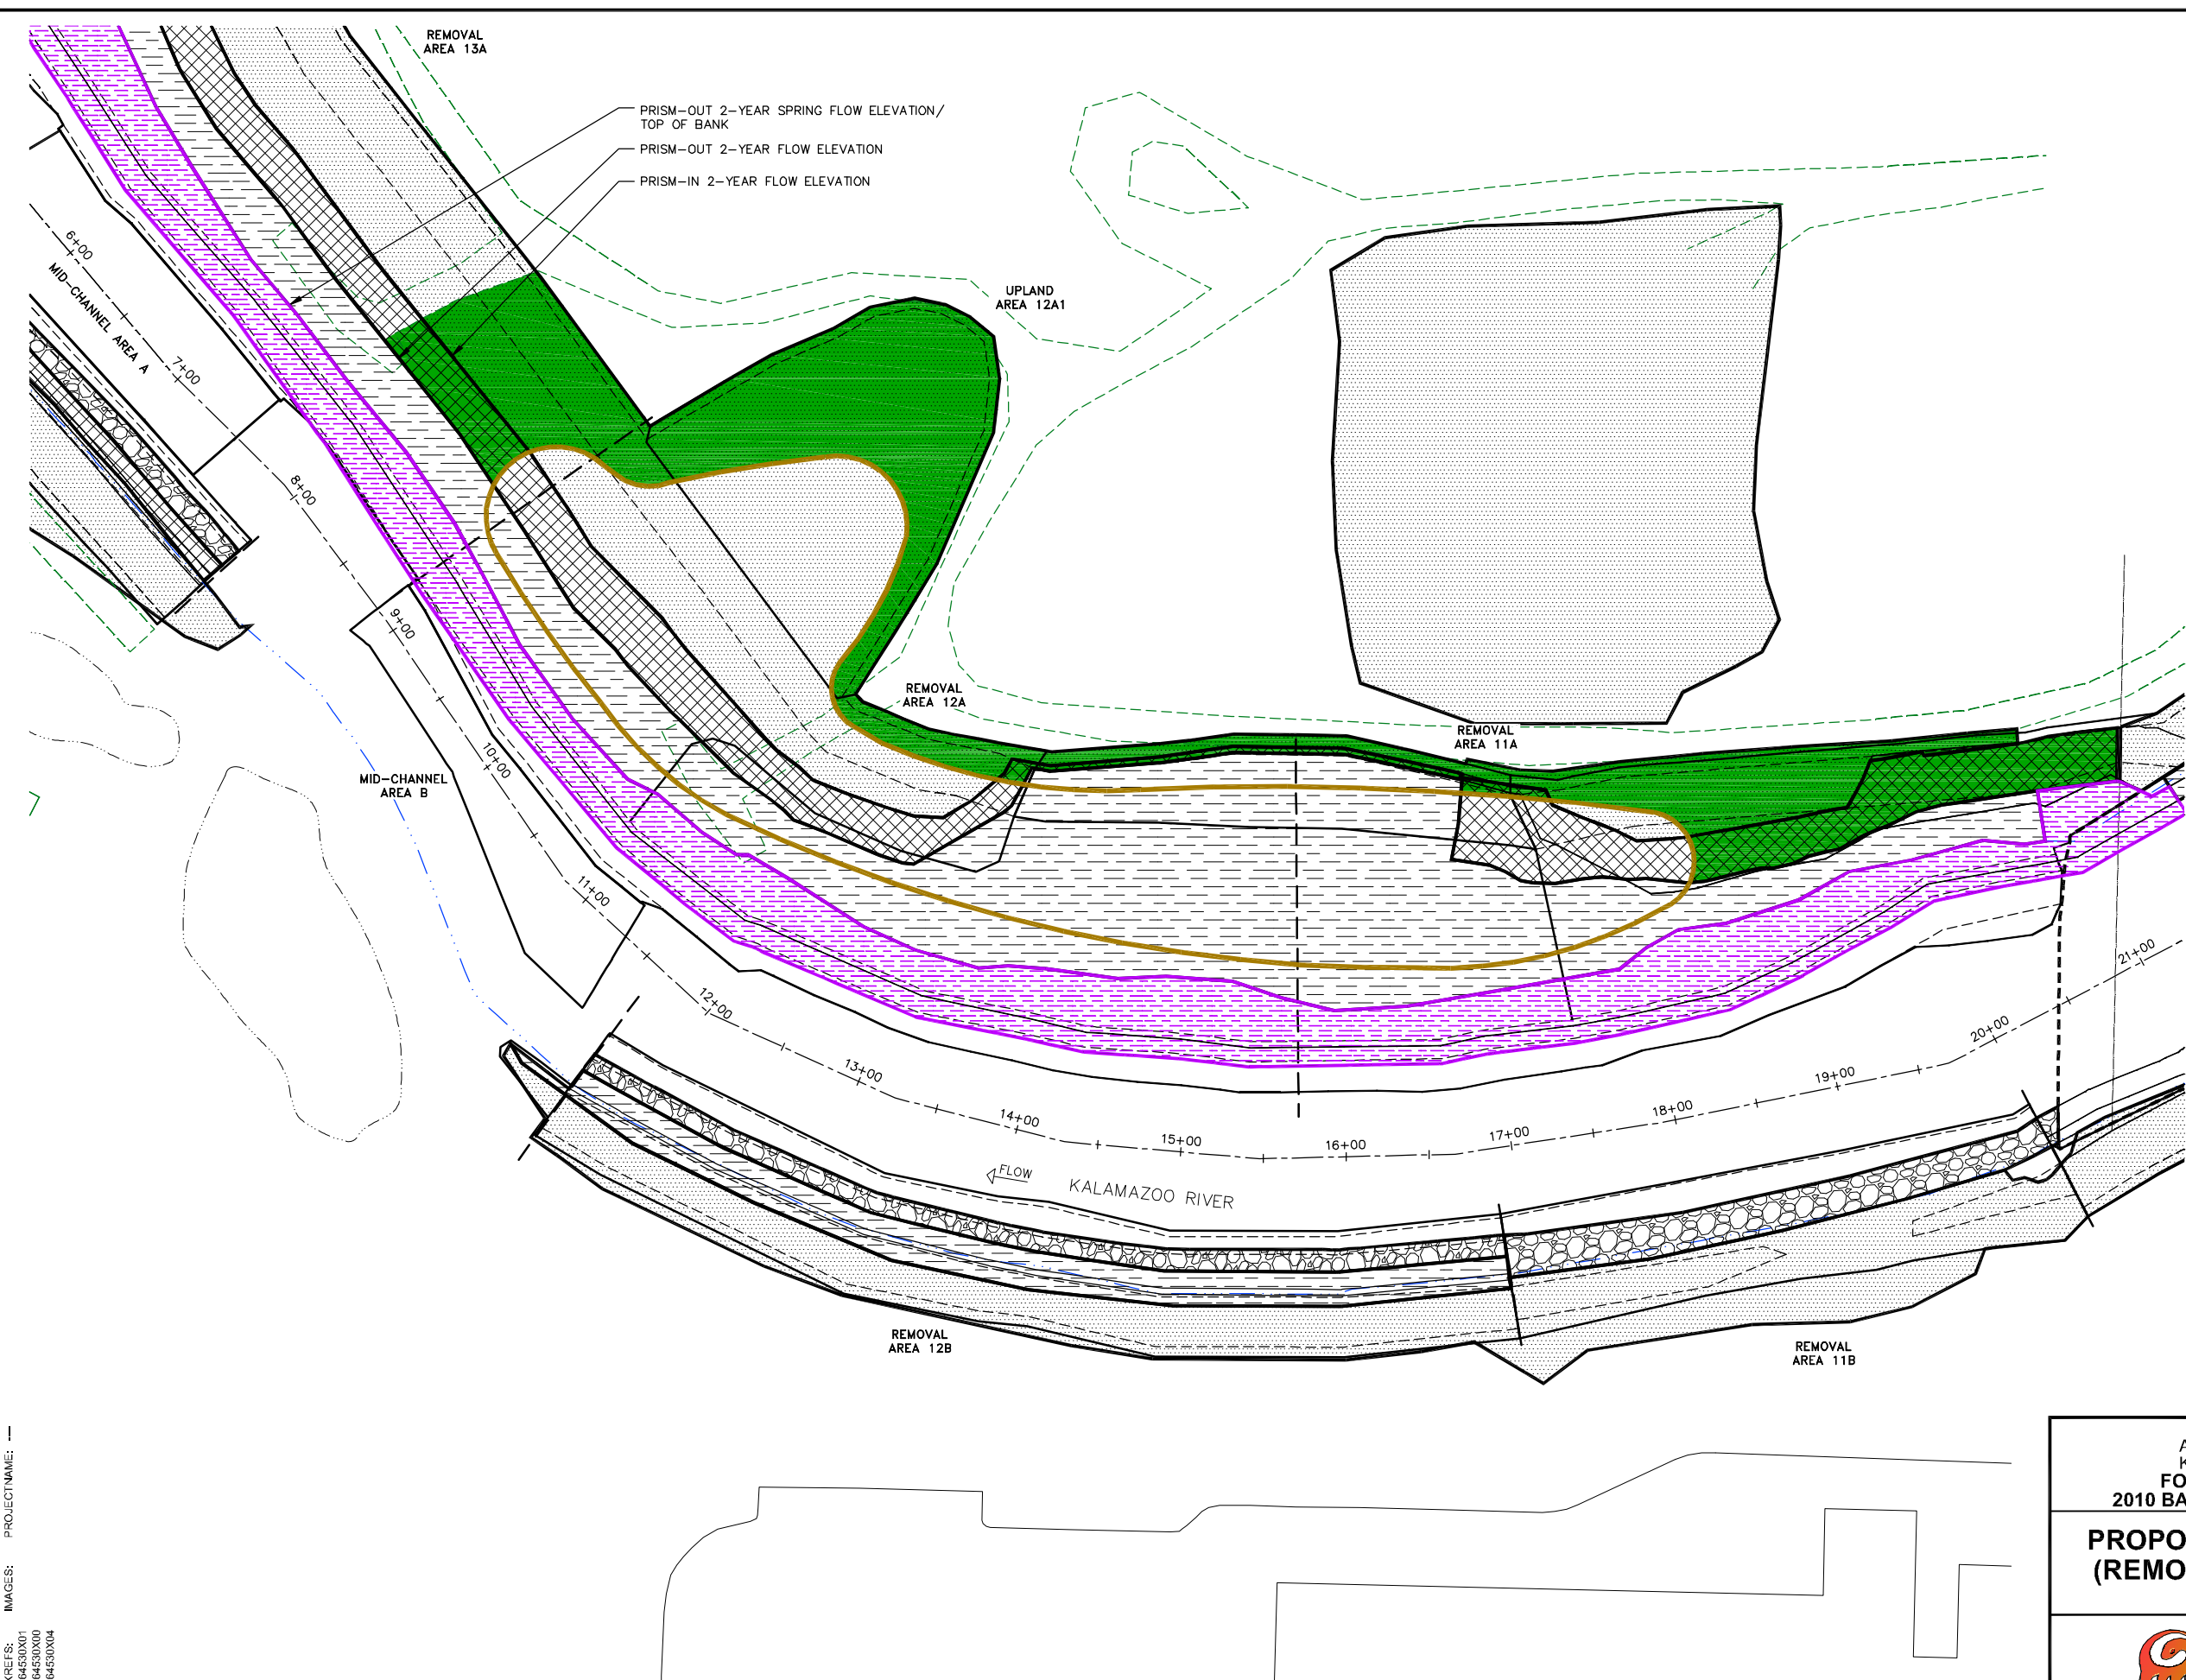 REMOVAL
AREA 13A
PRISM-OUT 2-YEAR SPRING FLOW ELEVATION/
TOP OF BANK
PRISM-OUT 2-YEAR FLOW ELEVATION
PRISM-IN 2-YEAR FLOW ELEVATION
UPLAND
AREA 12A1
6+00
MID-CHANNEL AREA A
7+00
8+00
9+00
REMOVAL
AREA 12A
REMOVAL
AREA 11A
MID-CHANNEL
AREA B
10+00
11+00
12+00
13+00
14+00
15+00
16+00
17+00
18+00
19+00
20+00
21+00
FLOW
KALAMAZOO RIVER
REMOVAL
AREA 12B
REMOVAL
AREA 11B
A
K
FO
2010 BA
PROPO
(REMO
PROJECTNAME: ---
IMAGES:
XREFS:
64530X01
64530X00
64530X04